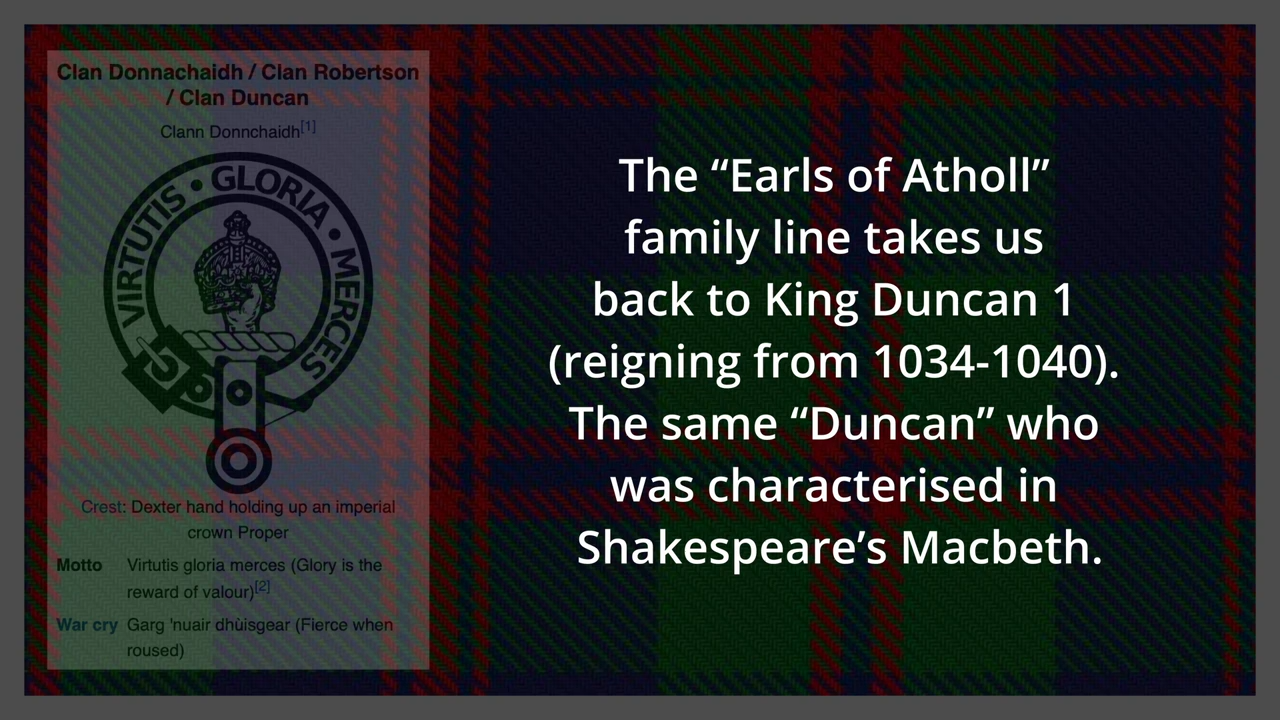 Clan Donnachaidh / Clan Robertson
/ Clan Duncan
Clann Donnchaidh[1]
VIRTUTIS • GLORIA • MERCES
Crest: Dexter hand holding up an imperial
crown Proper
Motto Virtutis gloria merces (Glory is the
reward of valour)[2]
War cry Garg 'nuair dhùisgear (Fierce when
roused)
The “Earls of Atholl”
family line takes us
back to King Duncan 1
(reigning from 1034-1040).
The same “Duncan” who
was characterised in
Shakespeare’s Macbeth.